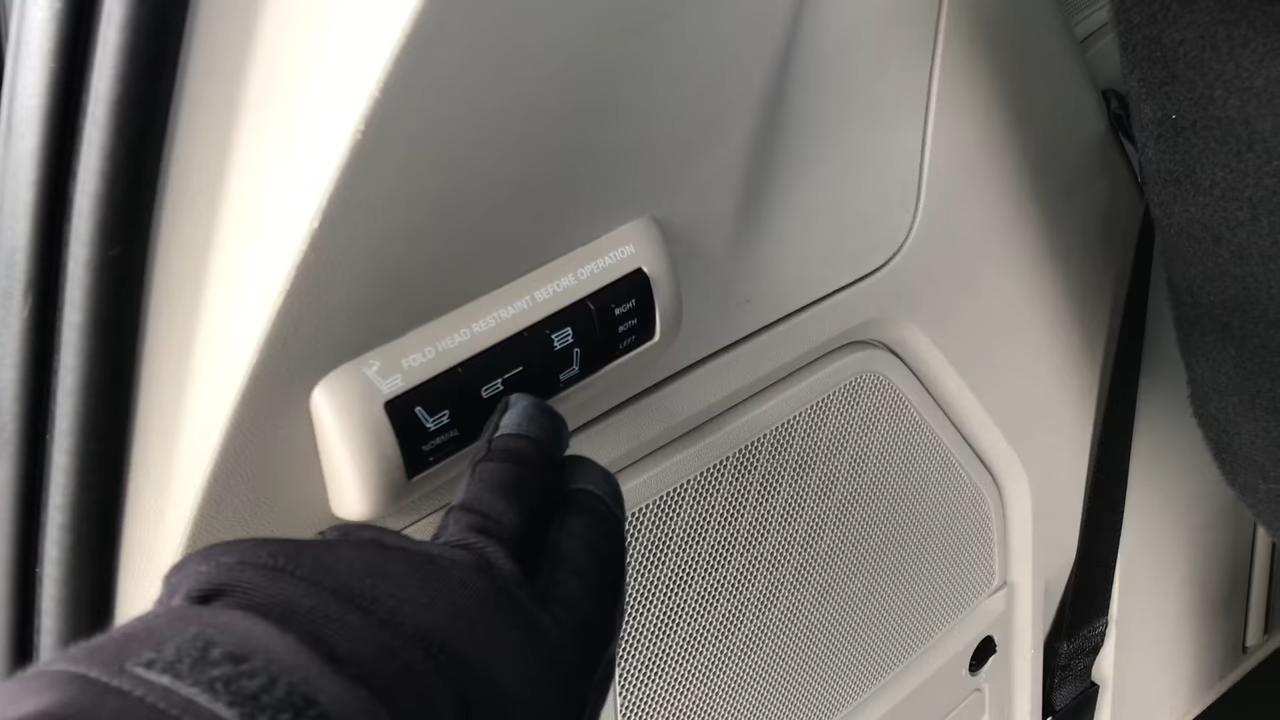 FOLD HEAD RESTRAINT BEFORE OPERATION
NORMAL
RIGHT
BOTH
LEFT